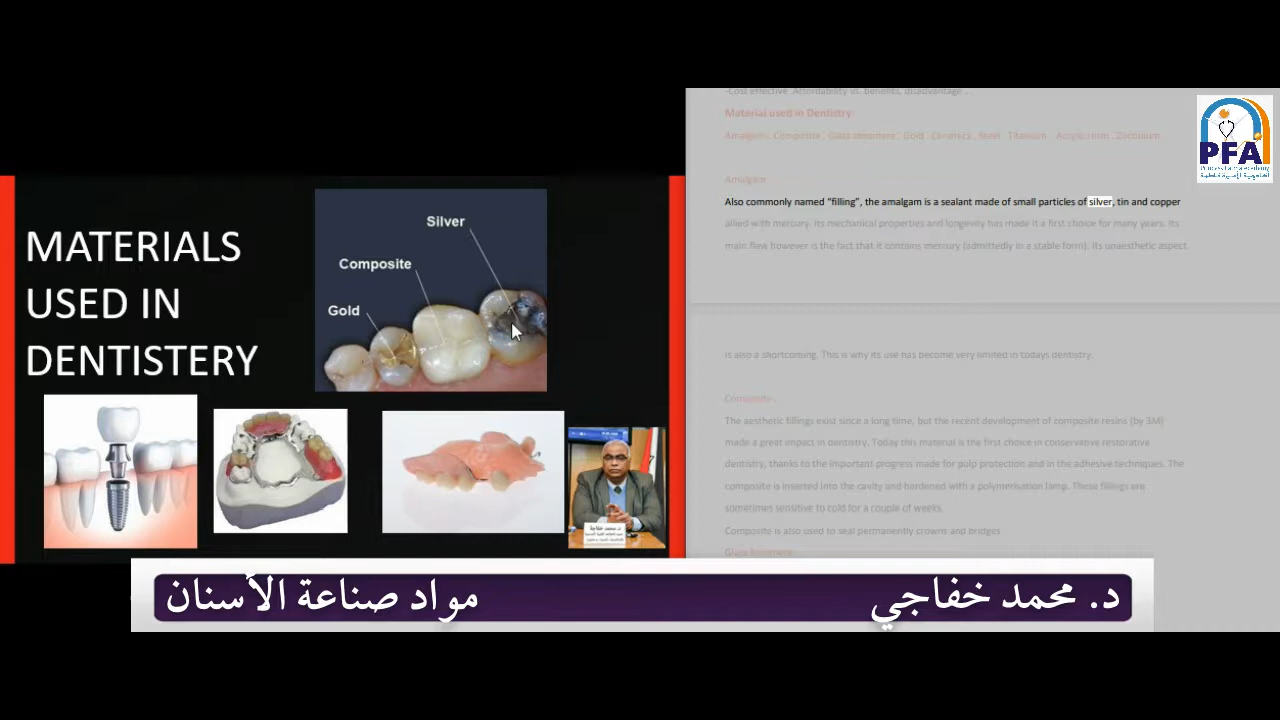 MATERIALS
USED IN
DENTISTERY
Silver
Composite
Gold
د. محمد خفاجة
-Cost effective Affordability vs. benefits, disadvantage ..
Material used in Dentistry:
Amalgam. Composite. Glass Ionomere. Gold. Ceramics. Steel. Titanium. Acrylic resin. Zirconium.
Amalgam
Also commonly named “filling”, the amalgam is a sealant made of small particles of silver, tin and copper
allied with mercury. Its mechanical properties and longevity has made it a first choice for many years. Its
main flaw however is the fact that it contains mercury (admittedly in a stable form). Its unaesthetic aspect
is also a shortcoming. This is why its use has become very limited in todays dentistry.
Composite.
The aesthetic fillings exist since a long time, but the recent development of composite resins (by 3M)
made a great impact in dentistry. Today this material is the first choice in conservative restorative
dentistry, thanks to the important progress made for pulp protection and in the adhesive techniques. The
composite is inserted into the cavity and hardened with a polymerisation lamp. These fillings are
sometimes sensitive to cold for a couple of weeks.
Composite is also used to seal permanently crowns and bridges
Glass Ionomere
PFA
Princess Fatima Academy
أكاديمية الأميرة فاطمة
د. محمد خفاجي
مواد صناعة الأسنان